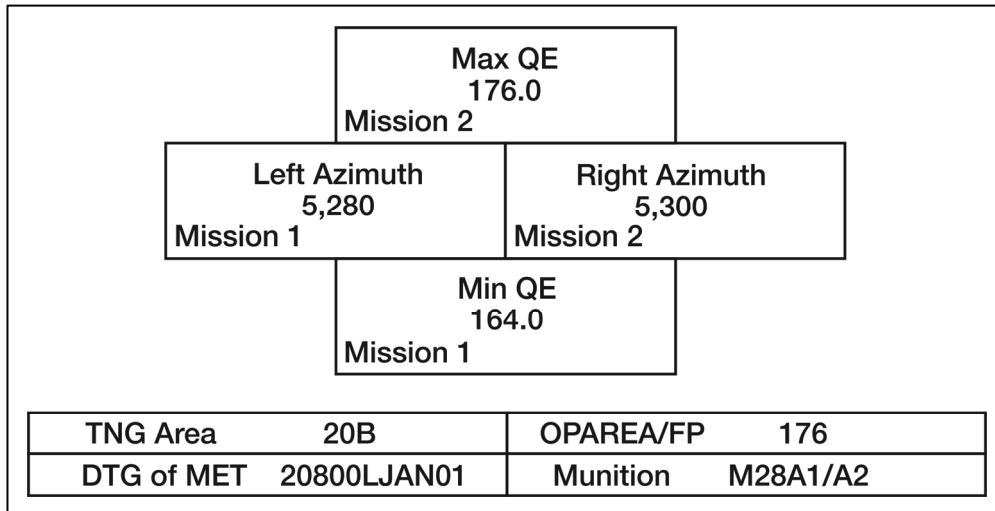 Max QE
176.0
Mission 2
Left Azimuth
5,280
Mission 1
Right Azimuth
5,300
Mission 2
Min QE
164.0
Mission 1
TNG Area 20B OPAREA/FP 176
DTG of MET 20800LJAN01 Munition M28A1/A2